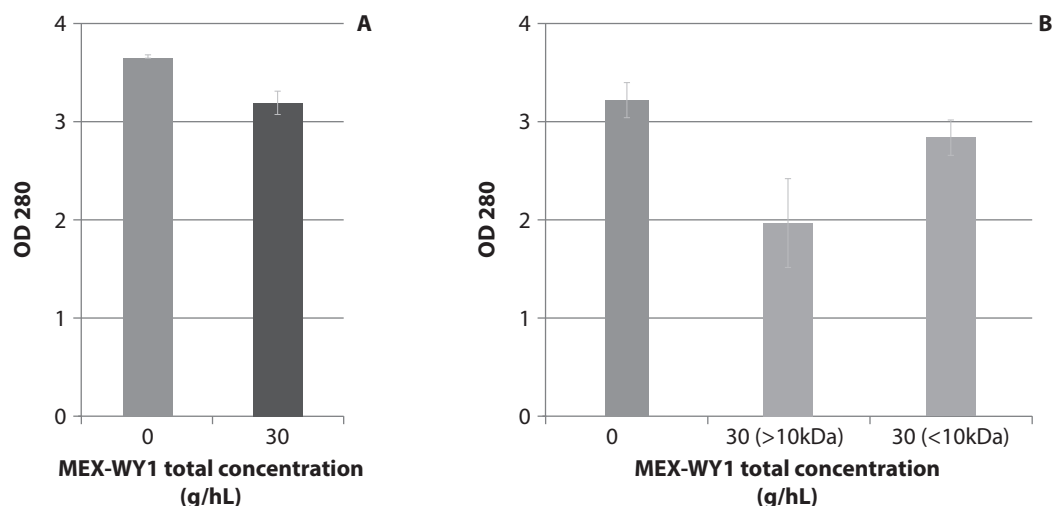 A
4
3
2
1
0
OD 280
0 30
MEX-WY1 total concentration
(g/hL)
B
4
3
2
1
0
OD 280
0 30 (>10kDa) 30 (<10kDa)
MEX-WY1 total concentration
(g/hL)